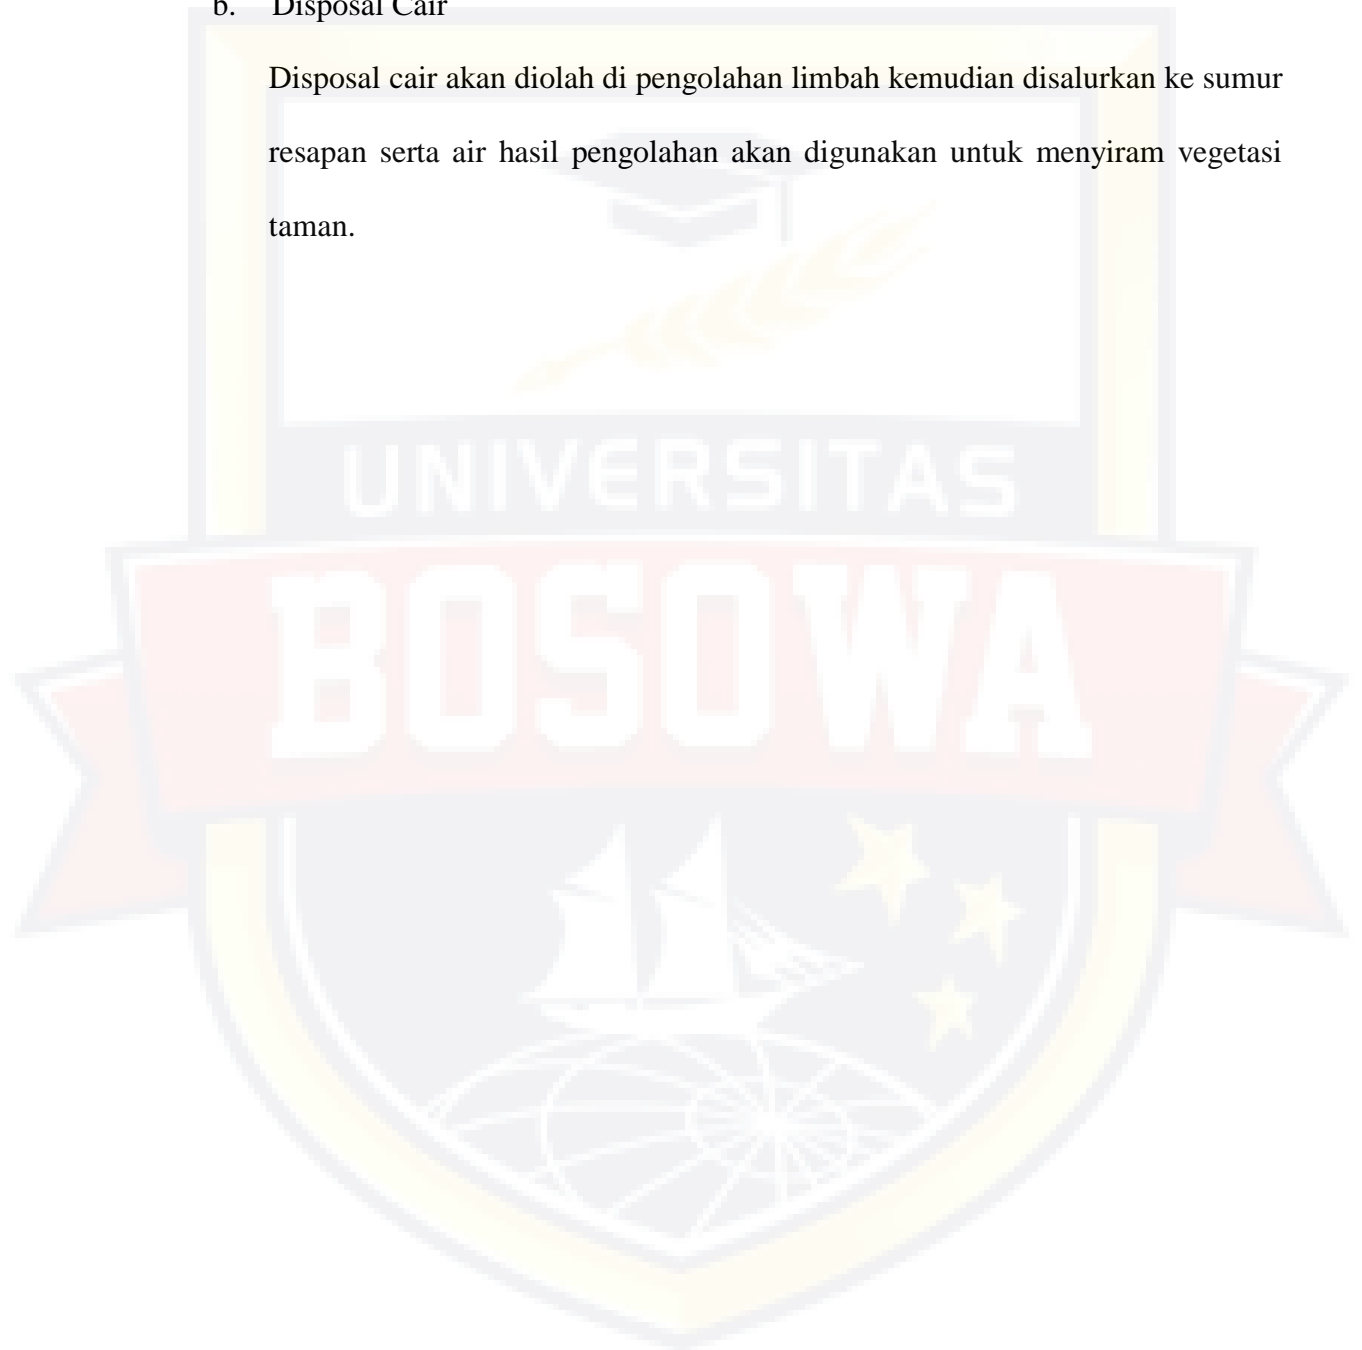 b. Disposal Cair
Disposal cair akan diolah di pengolahan limbah kemudian disalurkan ke sumur
resapan serta air hasil pengolahan akan digunakan untuk menyiram vegetasi
taman.
UNIVERSITAS
BOSOWA